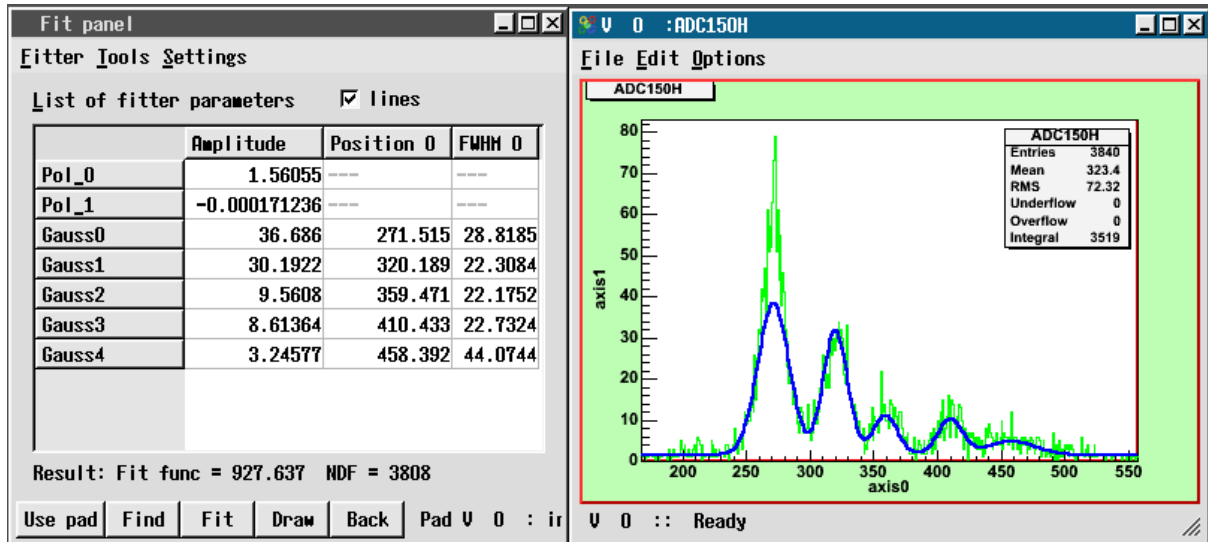 Fit panel
Fitter Tools Settings
List of fitter parameters lines
Amplitude Position 0 FWHM 0
Pol_0 1.56055 --- ---
Pol_1 -0.000171236 --- ---
Gauss0 36.686 271.515 28.8185
Gauss1 30.1922 320.189 22.3084
Gauss2 9.5608 359.471 22.1752
Gauss3 8.61364 410.433 22.7324
Gauss4 3.24577 458.392 44.0744
Result: Fit func = 927.637 NDF = 3808
Use pad Find Fit Draw Back Pad V 0 : in
V 0 :ADC150H
File Edit Options
ADC150H
80
70
60
50
40
30
20
10
0
axis1
ADC150H
Entries 3840
Mean 323.4
RMS 72.32
Underflow 0
Overflow 0
Integral 3519
200 250 300 350 400 450 500 550
axis0
V 0 :: Ready